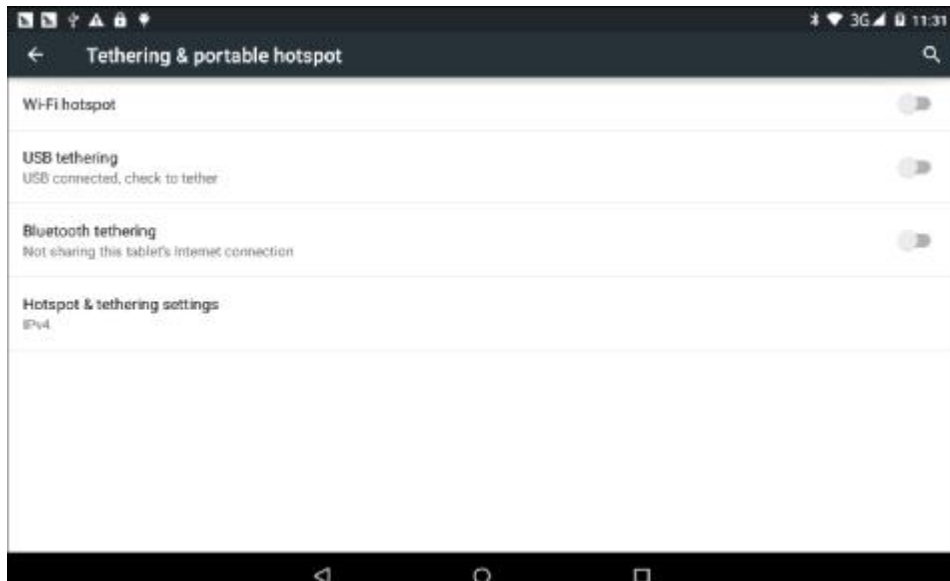 3G 11:31
Tethering & portable hotspot
Wi-Fi hotspot
USB tethering
USB connected, check to tether
Bluetooth tethering
Not sharing this tablet's Internet connection
Hotspot & tethering settings
IPv4